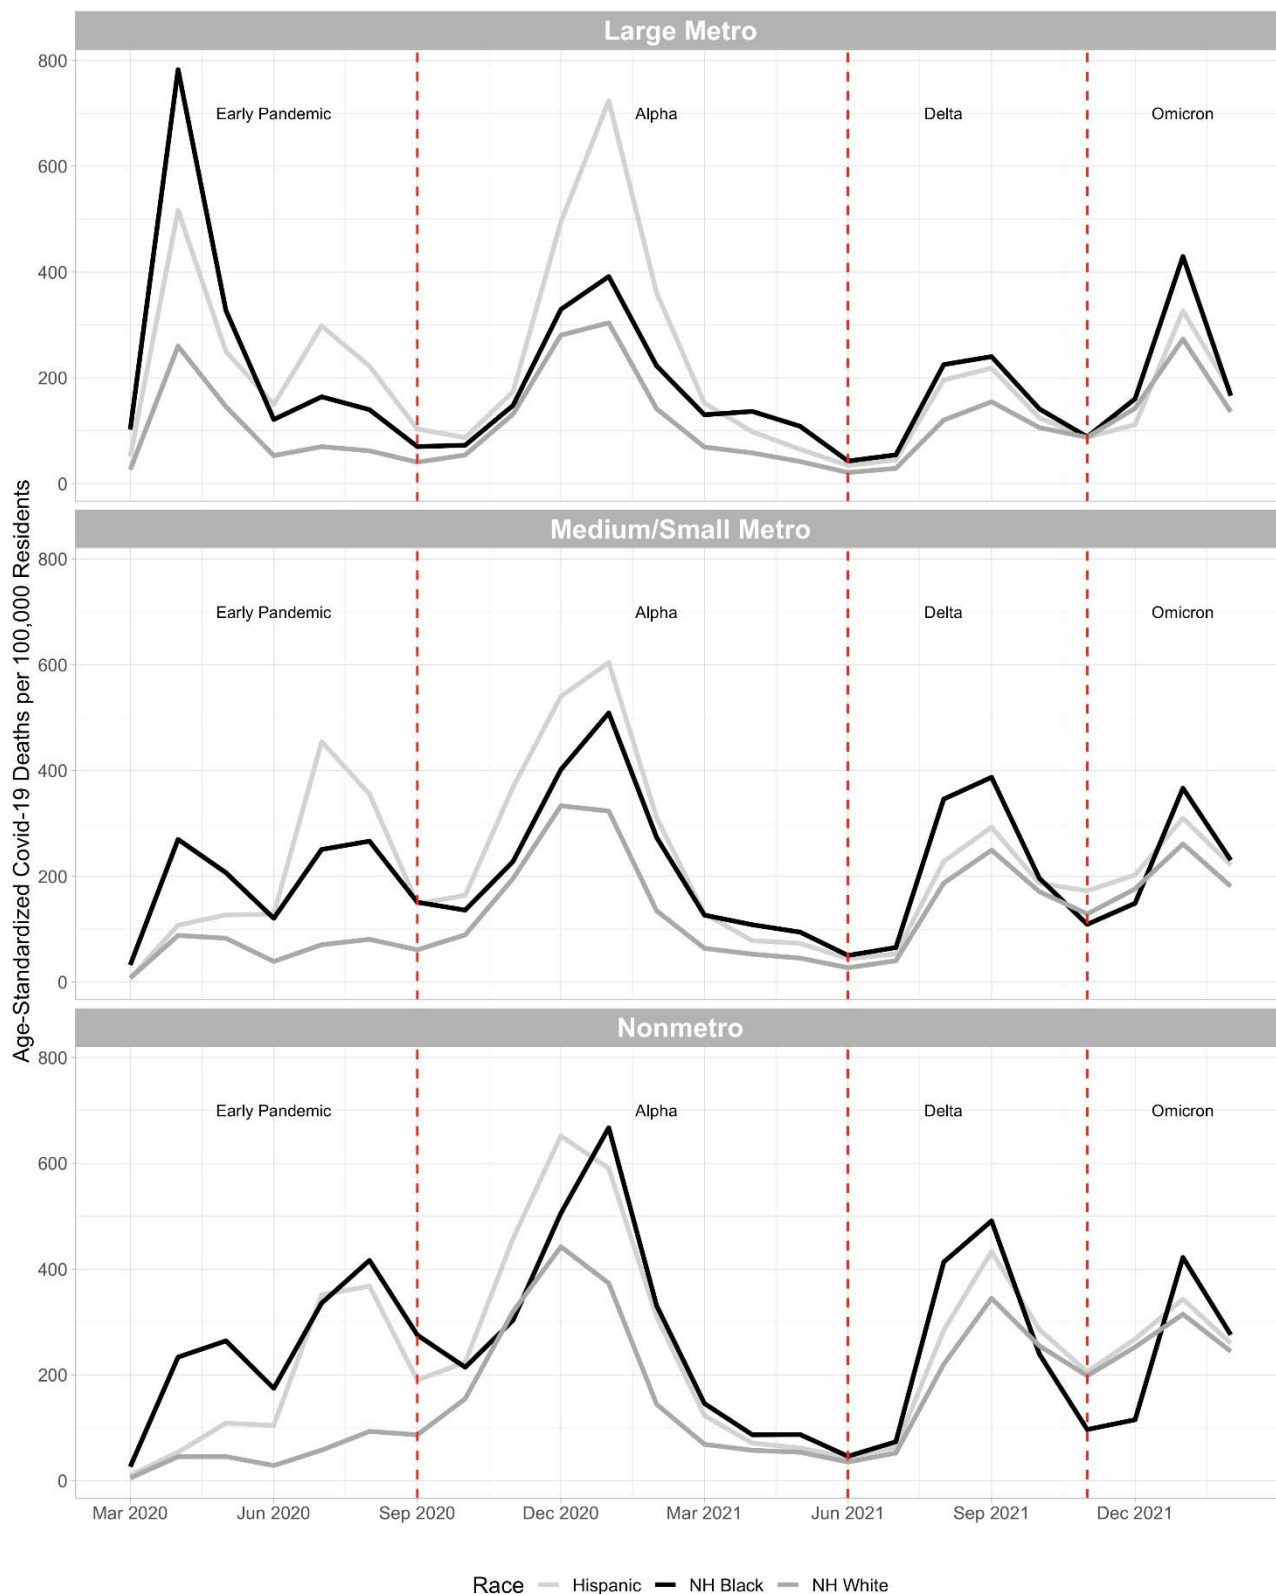 Large Metro
800
600
400
200
0
Early Pandemic
Alpha
Delta
Omicron
Medium/Small Metro
800
600
400
200
0
Early Pandemic
Alpha
Delta
Omicron
Age-Standardized Covid-19 Deaths per 100,000 Residents
Nonmetro
800
600
400
200
0
Early Pandemic
Alpha
Delta
Omicron
Mar 2020 Jun 2020 Sep 2020 Dec 2020 Mar 2021 Jun 2021 Sep 2021 Dec 2021
Race Hispanic NH Black NH White